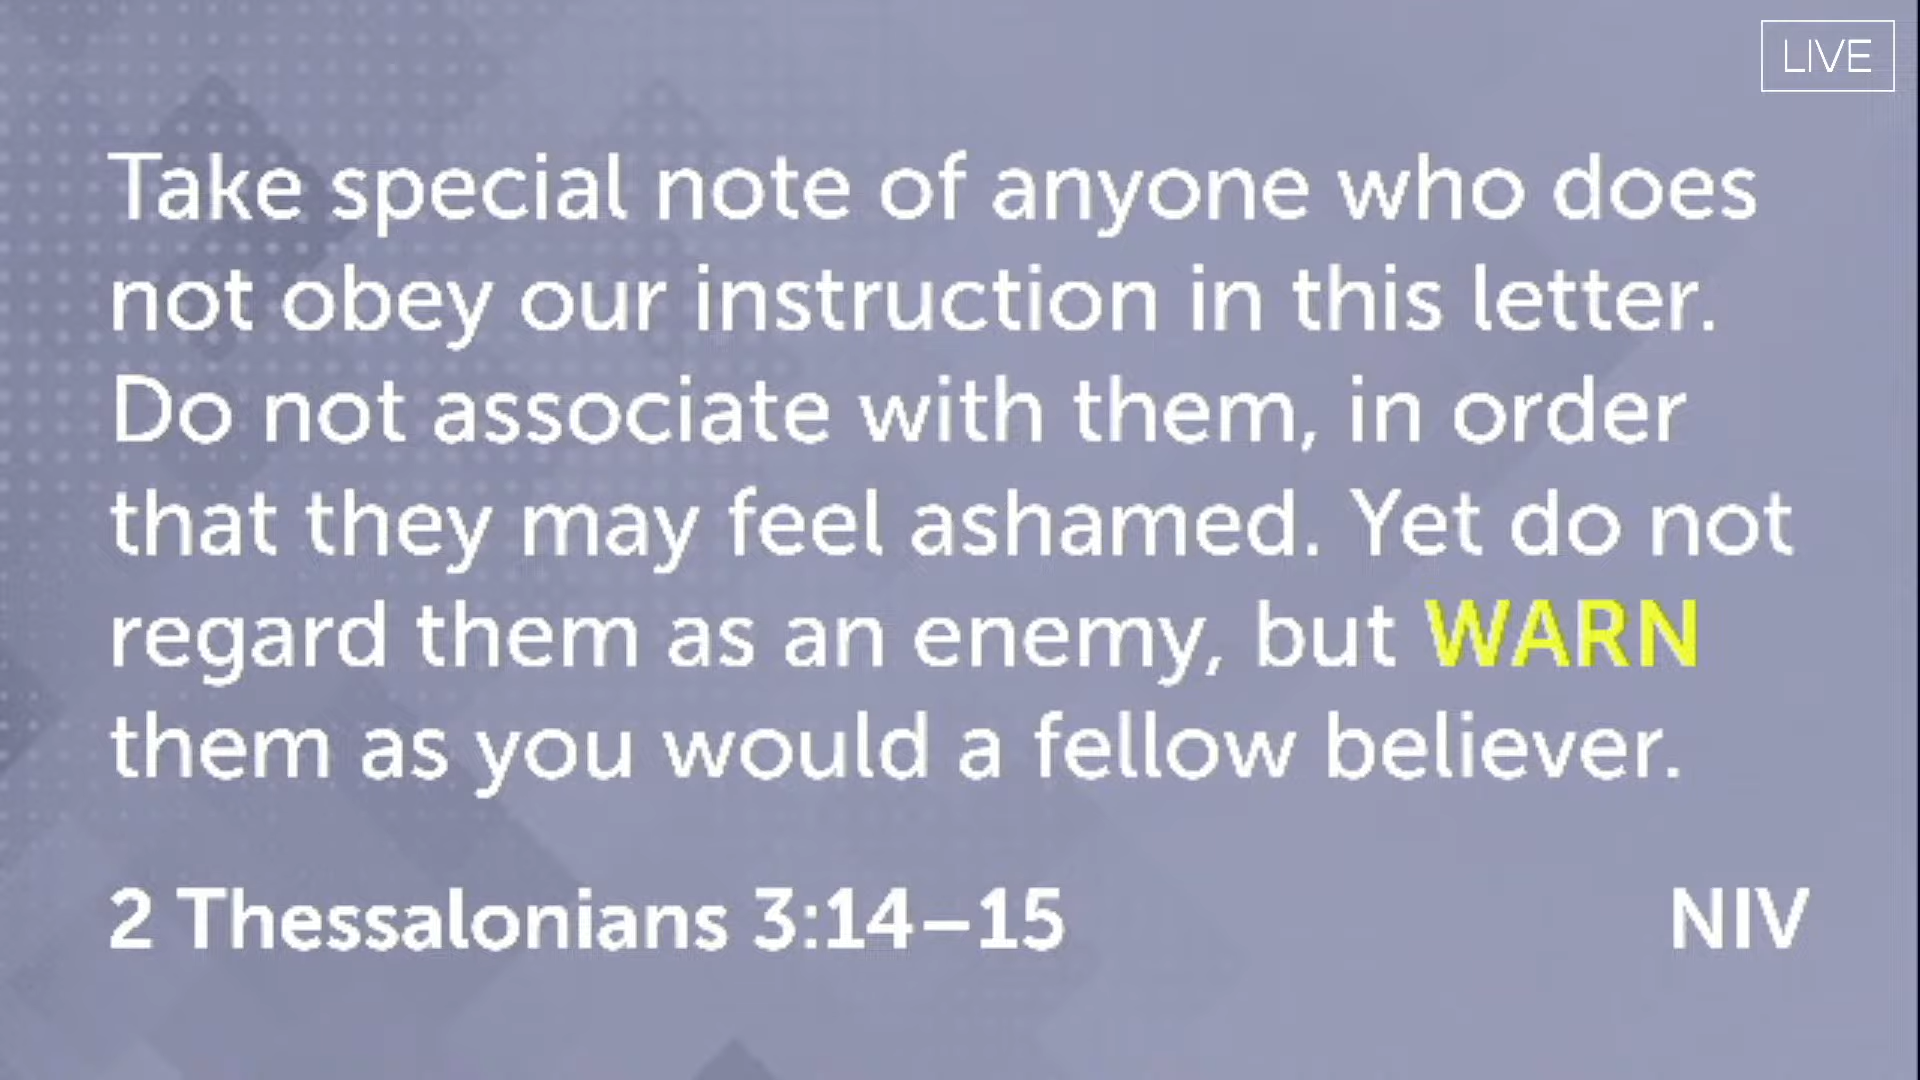 LIVE
Take special note of anyone who does
not obey our instruction in this letter.
Do not associate with them, in order
that they may feel ashamed. Yet do not
regard them as an enemy, but WARN
them as you would a fellow believer.
2 Thessalonians 3:14–15 NIV